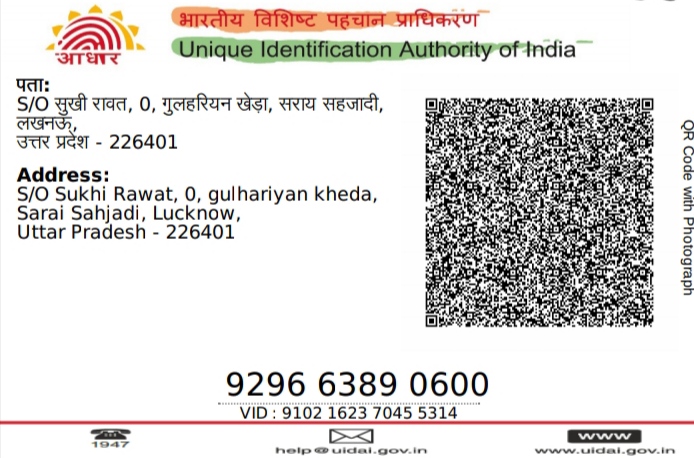 भारतीय विशिष्ट पहचान प्राधिकरण
Unique Identification Authority of India
आधार
पता:
S/O सुखी रावत, 0, गुलहरियन खेड़ा, सराय सहजादी,
लखनऊ,
उत्तर प्रदेश - 226401
Address:
S/O Sukhi Rawat, 0, gulhariyan kheda,
Sarai Sahjadi, Lucknow,
Uttar Pradesh - 226401
QR Code with Photograph
9296 6389 0600
VID : 9102 1623 7045 5314
1947
help@uidai.gov.in
www
www.uidai.gov.in